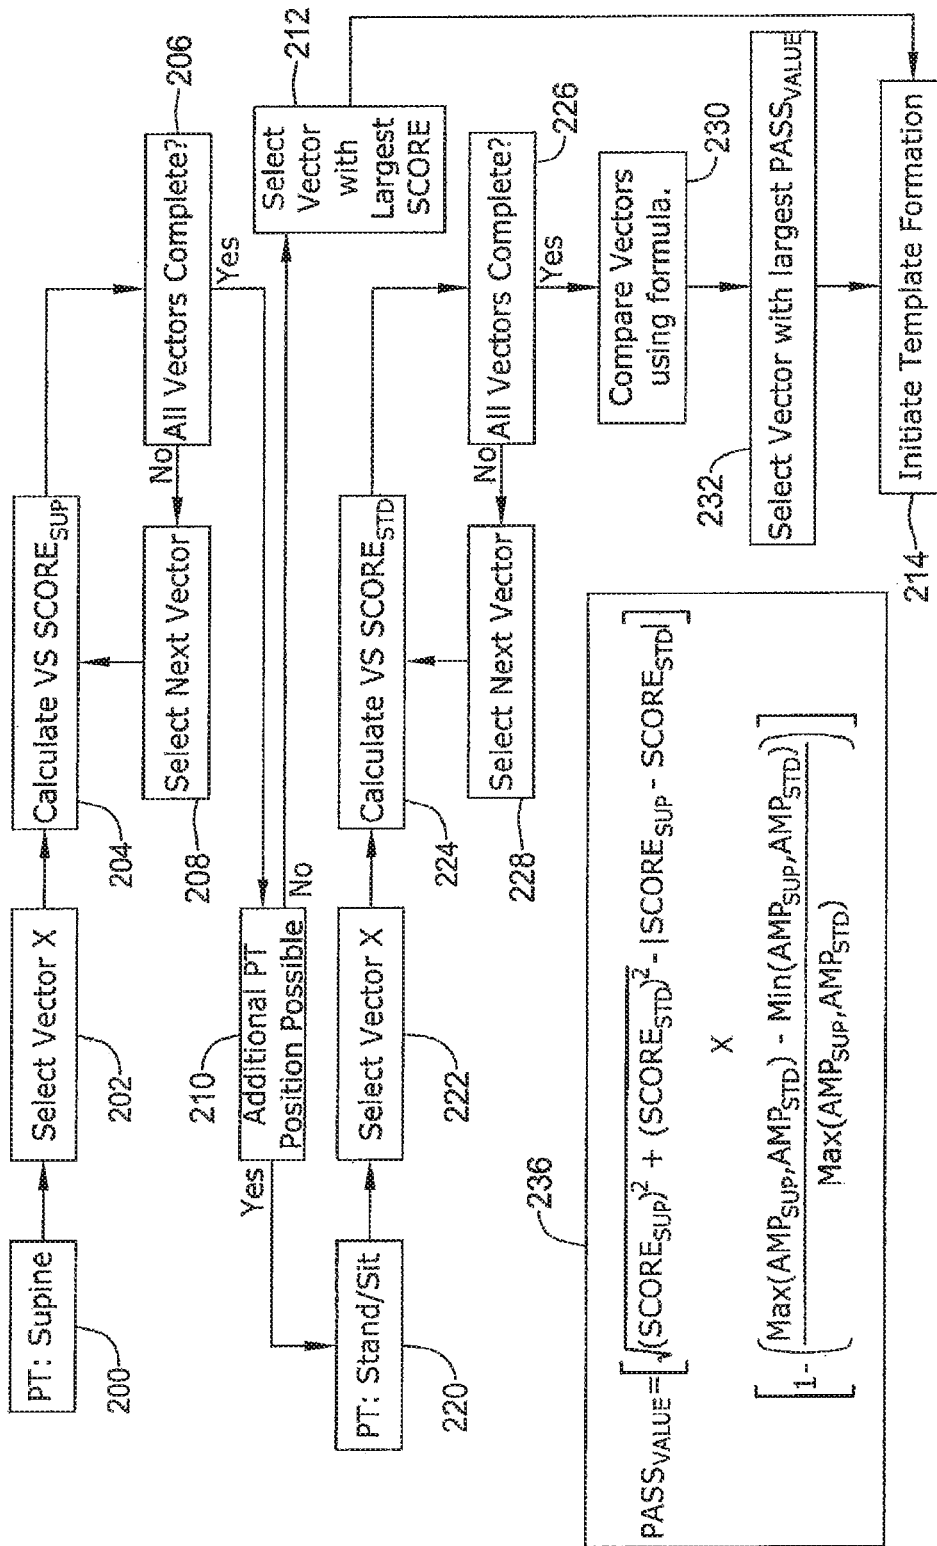 PT: Supine
200
Select Vector X
202
Calculate VS SCORE_SUP
204
All Vectors Complete?
206
No
Yes
Select Next Vector
208
Additional PT
Position Possible
210
Yes
No
Select
Vector
with
Largest
SCORE
212
PT: Stand/Sit
220
Select Vector X
222
Calculate VS SCORE_STD
224
All Vectors Complete?
226
No
Yes
Select Next Vector
228
Compare Vectors
using formula.
230
Select Vector with largest PASS_VALUE
232
Initiate Template Formation
214
236
PASS_VALUE = [√(SCORE_SUP)² + (SCORE_STD)² - |SCORE_SUP - SCORE_STD|]
X
[1 - (Max(AMP_SUP,AMP_STD) - Min(AMP_SUP,AMP_STD)
Max(AMP_SUP,AMP_STD))]